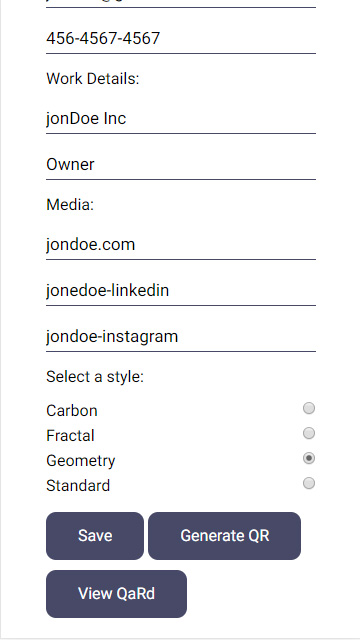 456-4567-4567
Work Details:
jonDoe Inc
Owner
Media:
jondoe.com
jonedoe-linkedin
jondoe-instagram
Select a style:
Carbon
Fractal
Geometry
Standard
Save Generate QR
View QaRd